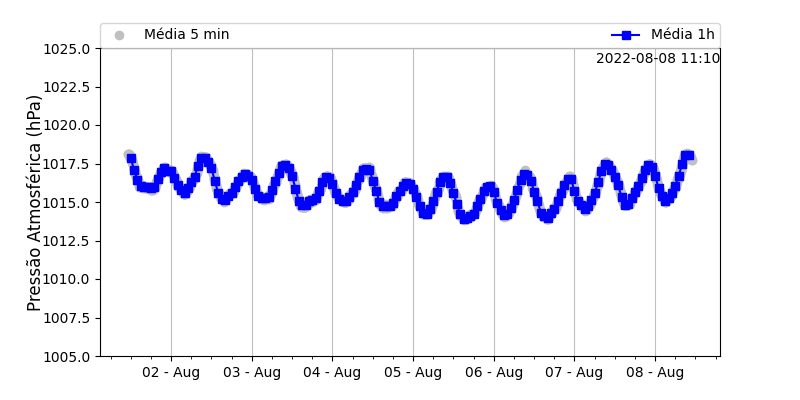 Média 5 min
Média 1h
2022-08-08 11:10
Pressão Atmosférica (hPa)
1025.0
1022.5
1020.0
1017.5
1015.0
1012.5
1010.0
1007.5
1005.0
02 - Aug
03 - Aug
04 - Aug
05 - Aug
06 - Aug
07 - Aug
08 - Aug